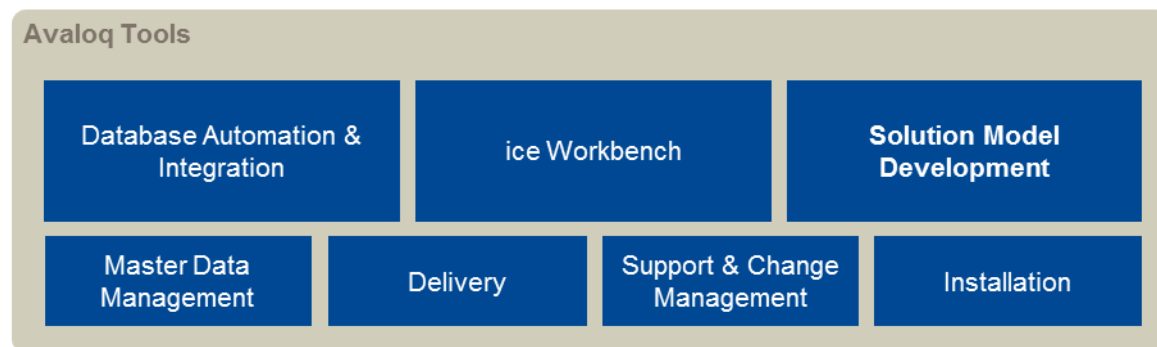 Avaloq Tools
Database Automation &
Integration
ice Workbench
Solution Model
Development
Master Data
Management
Delivery
Support & Change
Management
Installation